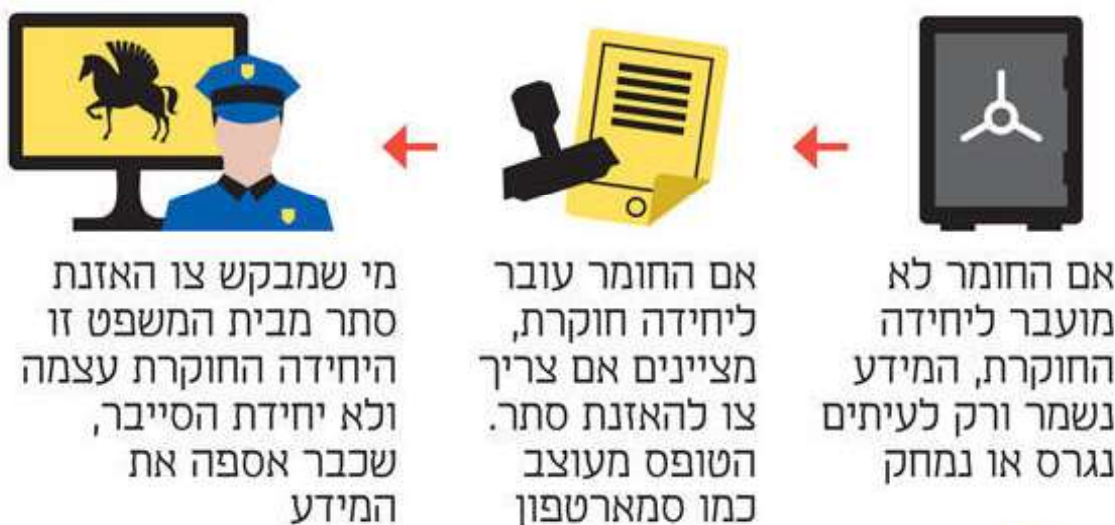 אם החומר לא
מועבר ליחידה
החוקרת, המידע
נשמר ורק לעיתים
נגרס או נמחק
אם החומר עובר
ליחידה חוקרת,
מציינים אם צריך
צו להאזנת סתר.
הטופס מעוצב
כמו סמארטפון
מי שמבקש צו האזנת
סתר מבית המשפט זו
היחידה החוקרת עצמה
ולא יחידת הסייבר,
שכבר אספה את
המידע